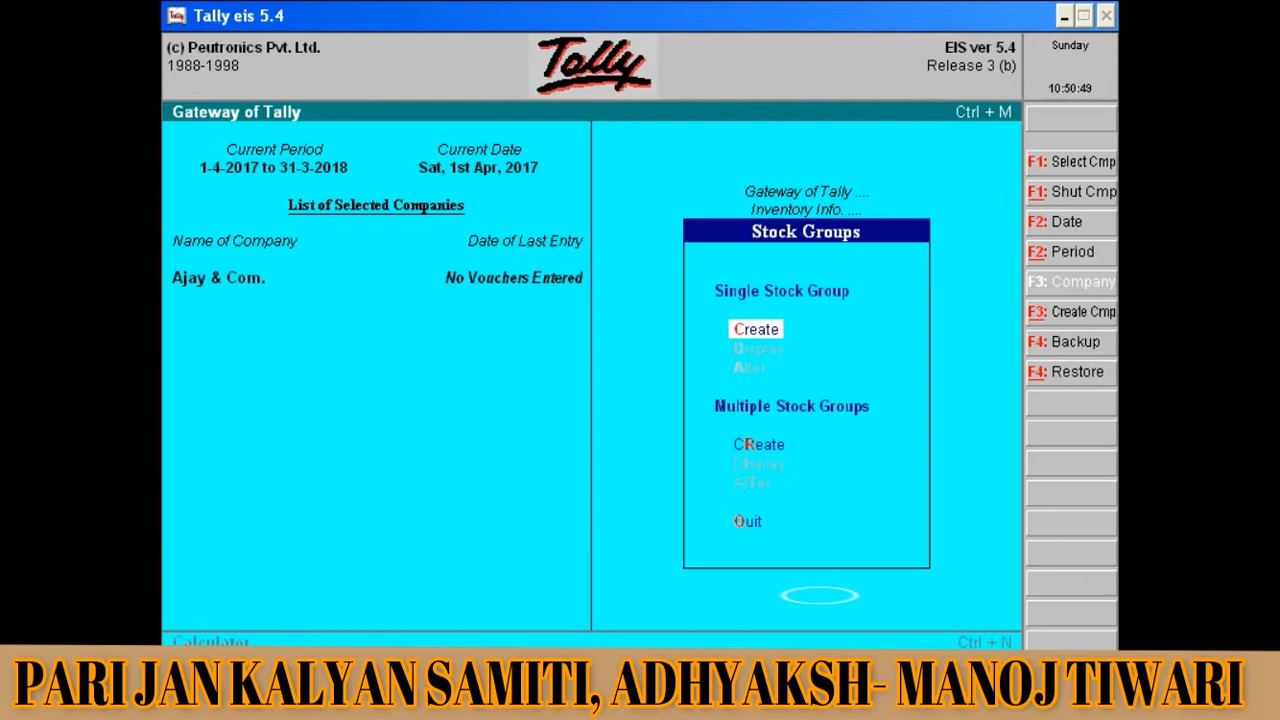 Tally eis 5.4
(c) Peutronics Pvt. Ltd.
1988-1998
Tally
EIS ver 5.4
Release 3 (b)
Sunday
10:50:49
Gateway of Tally
Ctrl + M
Current Period
1-4-2017 to 31-3-2018
Current Date
Sat, 1st Apr, 2017
List of Selected Companies
Name of Company
Date of Last Entry
Ajay & Com.
No Vouchers Entered
Gateway of Tally ....
Inventory Info. ....
Stock Groups
Single Stock Group
Create
Display
Alter
Multiple Stock Groups
CReate
DIsplay
AlTer
Quit
F1: Select Cmp
F1: Shut Cmp
F2: Date
F2: Period
F3: Company
F3: Create Cmp
F4: Backup
F4: Restore
Calculator
Ctrl + N
PARI JAN KALYAN SAMITI, ADHYAKSH- MANOJ TIWARI